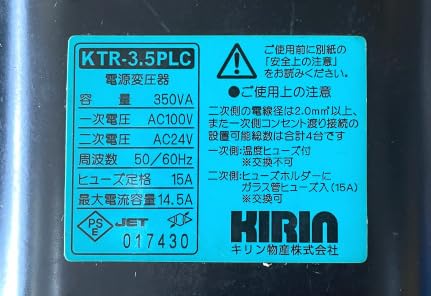 KTR-3.5PLC
電源変圧器
容量 350VA
一次電圧 AC100V
二次電圧 AC24V
周波数 50/60Hz
ヒューズ定格 15A
最大電流容量 14.5A
PS
E
JET
017430
ご使用前に別紙の
「安全上の注意」
をお読みください。
●ご使用上の注意
二次側の電線径は2.0㎟以上、
また一次側コンセント渡り接続の
設置可能総数は合計4台です
一次側:温度ヒューズ付
※交換不可
二次側:ヒューズホルダーに
ガラス管ヒューズ入(15A)
※交換可
KIRIN
キリン物産株式会社